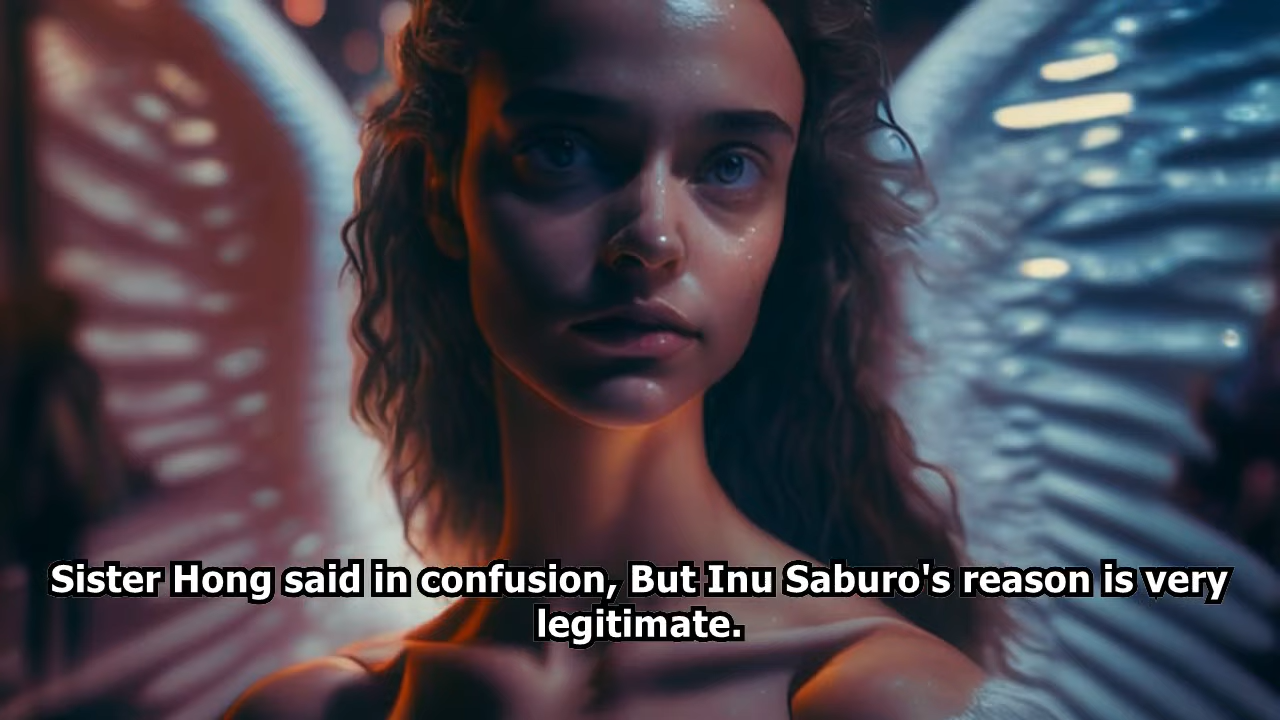 Sister Hong said in confusion, But Inu Saburo's reason is very
legitimate.